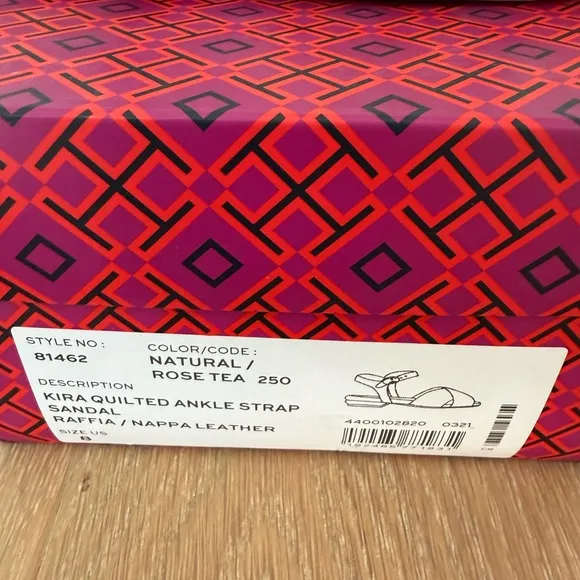 STYLE NO :
81462
COLOR/CODE :
NATURAL /
ROSE TEA 250
DESCRIPTION
KIRA QUILTED ANKLE STRAP
SANDAL
RAFFIA / NAPPA LEATHER
SIZE US
8
4400102820 0321
CN